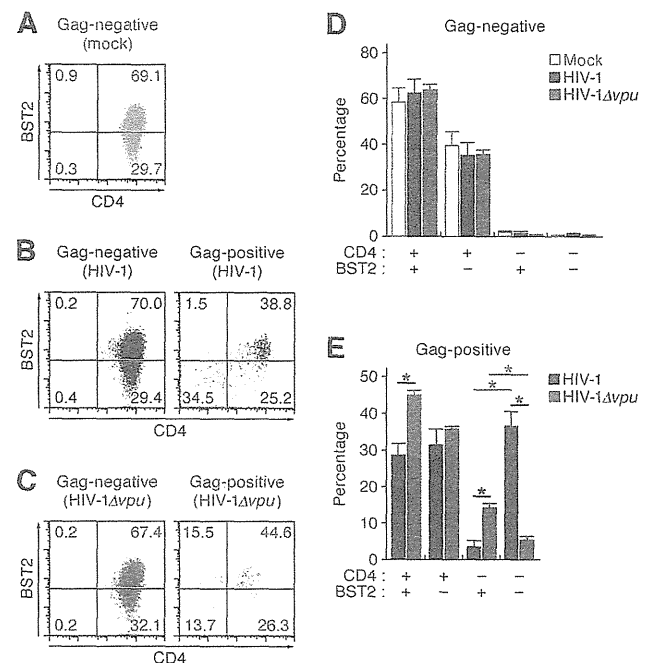 A
Gag-negative
(mock)
0.9 69.1
0.3 29.7
BST2
CD4
B
Gag-negative
(HIV-1)
0.2 70.0
0.4 29.4
Gag-positive
(HIV-1)
1.5 38.8
34.5 25.2
BST2
CD4
C
Gag-negative
(HIV-1Δvpu)
0.2 67.4
0.2 32.1
Gag-positive
(HIV-1Δvpu)
15.5 44.6
13.7 26.3
BST2
CD4
D
Gag-negative
Mock
HIV-1
HIV-1Δvpu
Percentage
80
60
40
20
0
CD4 : + + − −
BST2 : + − + −
E
Gag-positive
HIV-1
HIV-1Δvpu
Percentage
50
40
30
20
10
0
* * * * *
CD4 : + + − −
BST2 : + − + −